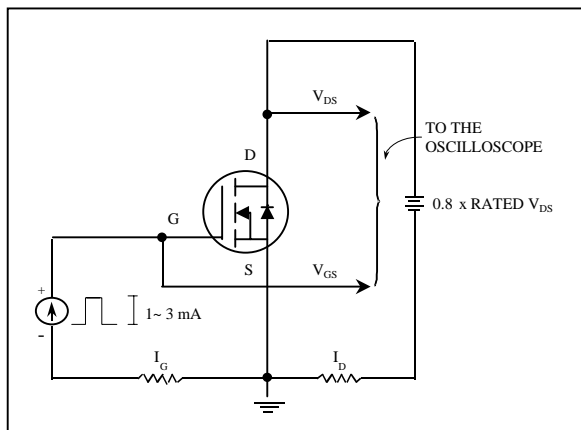 V_DS
TO THE
OSCILLOSCOPE
D
0.8 x RATED V_DS
G
S
V_GS
+
1~ 3 mA
-
I_G
I_D